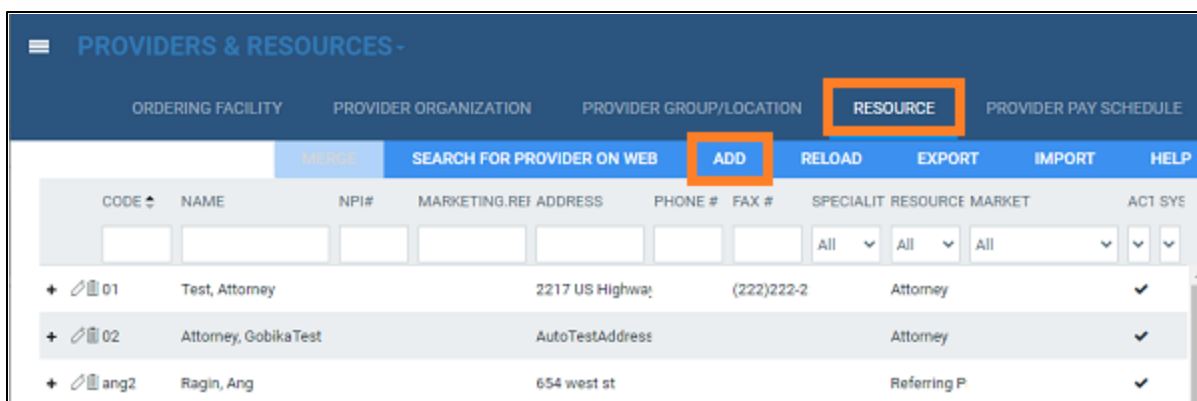 PROVIDERS & RESOURCES
ORDERING FACILITY PROVIDER ORGANIZATION PROVIDER GROUP/LOCATION RESOURCE PROVIDER PAY SCHEDULE
MERGE SEARCH FOR PROVIDER ON WEB ADD RELOAD EXPORT IMPORT HELP
CODE NAME NPI# MARKETING.REI ADDRESS PHONE # FAX # SPECIALIT RESOURCE MARKET ACT SYS
All All All
01 Test, Attorney 2217 US Highway (222)222-2 Attorney
02 Attorney, GobikaTest AutoTestAddress Attorney
ang2 Ragin, Ang 654 west st Referring P